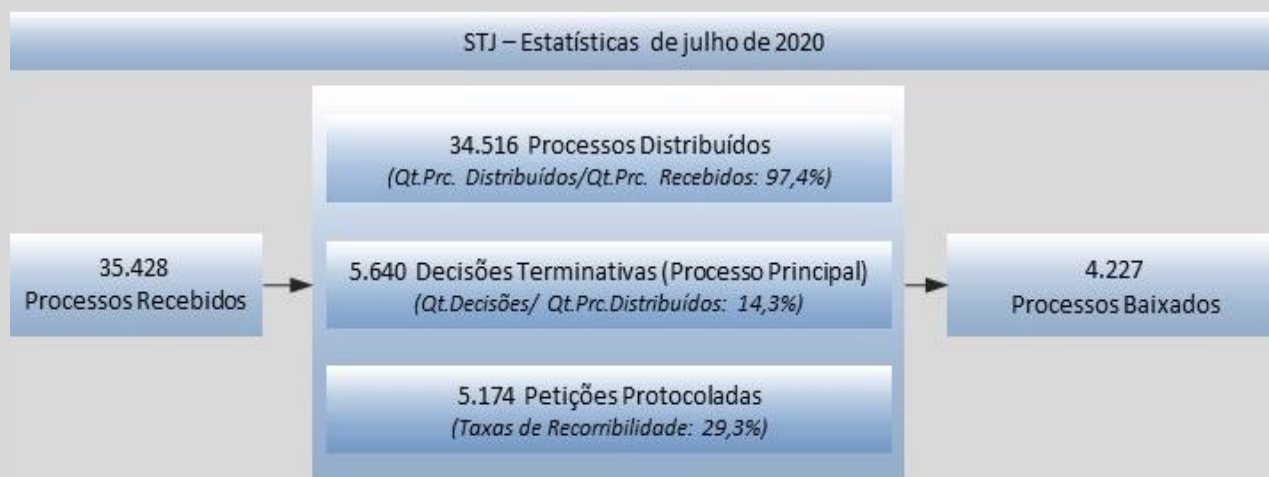 STJ – Estatísticas de julho de 2020
34.516 Processos Distribuídos
(Qt.Prc. Distribuídos/Qt.Prc. Recebidos: 97,4%)
35.428
Processos Recebidos
5.640 Decisões Terminativas (Processo Principal)
(Qt.Decisões/ Qt.Prc.Distribuídos: 14,3%)
4.227
Processos Baixados
5.174 Petições Protocoladas
(Taxas de Recorribilidade: 29,3%)